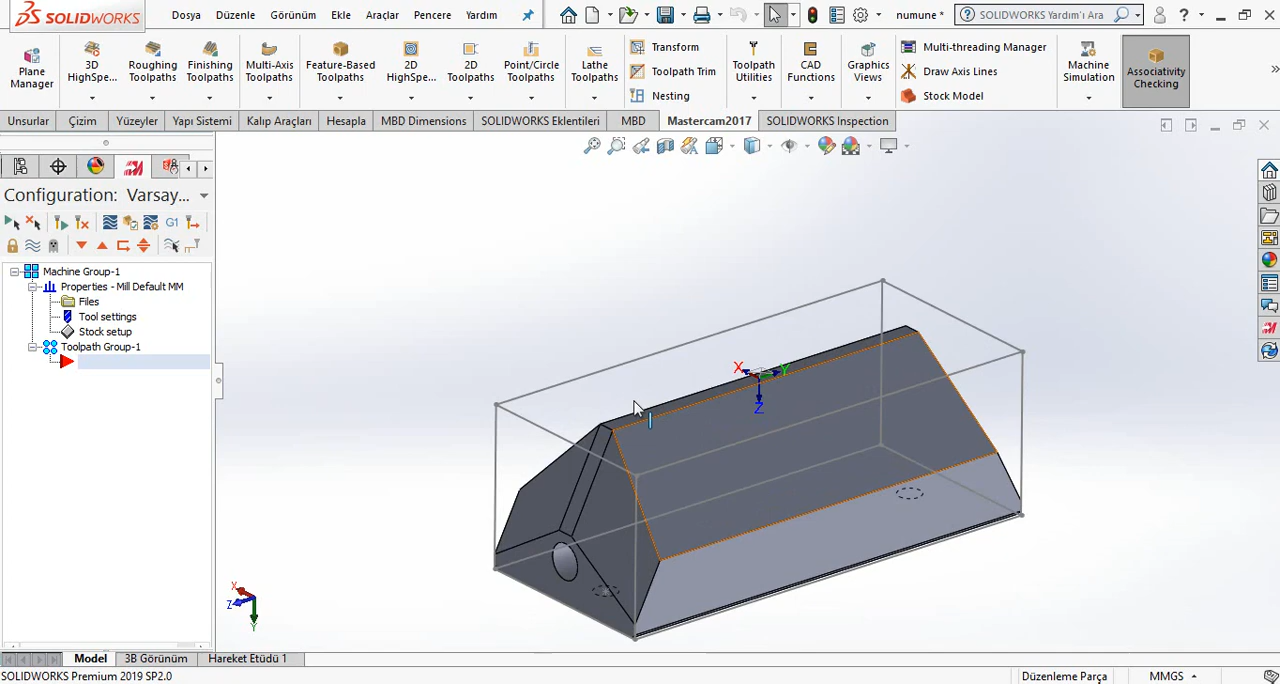 SOLIDWORKS Dosya Düzenle Görünüm Ekle Araçlar Pencere Yardım numune * SOLIDWORKS Yardım'ı Ara ?
Plane Manager
3D HighSpe...
Roughing Toolpaths
Finishing Toolpaths
Multi-Axis Toolpaths
Feature-Based Toolpaths
2D HighSpe...
2D Toolpaths
Point/Circle Toolpaths
Lathe Toolpaths
Transform
Toolpath Trim
Nesting
Toolpath Utilities
CAD Functions
Graphics Views
Multi-threading Manager
Draw Axis Lines
Stock Model
Machine Simulation
Associativity Checking
Unsurlar Çizim Yüzeyler Yapı Sistemi Kalıp Araçları Hesapla MBD Dimensions SOLIDWORKS Eklentileri MBD Mastercam2017 SOLIDWORKS Inspection
Configuration: Varsay...
G1
Machine Group-1
Properties - Mill Default MM
Files
Tool settings
Stock setup
Toolpath Group-1
X Y
Z
X
Z
Y
Model 3B Görünüm Hareket Etüdü 1
SOLIDWORKS Premium 2019 SP2.0 Düzenleme Parça MMGS